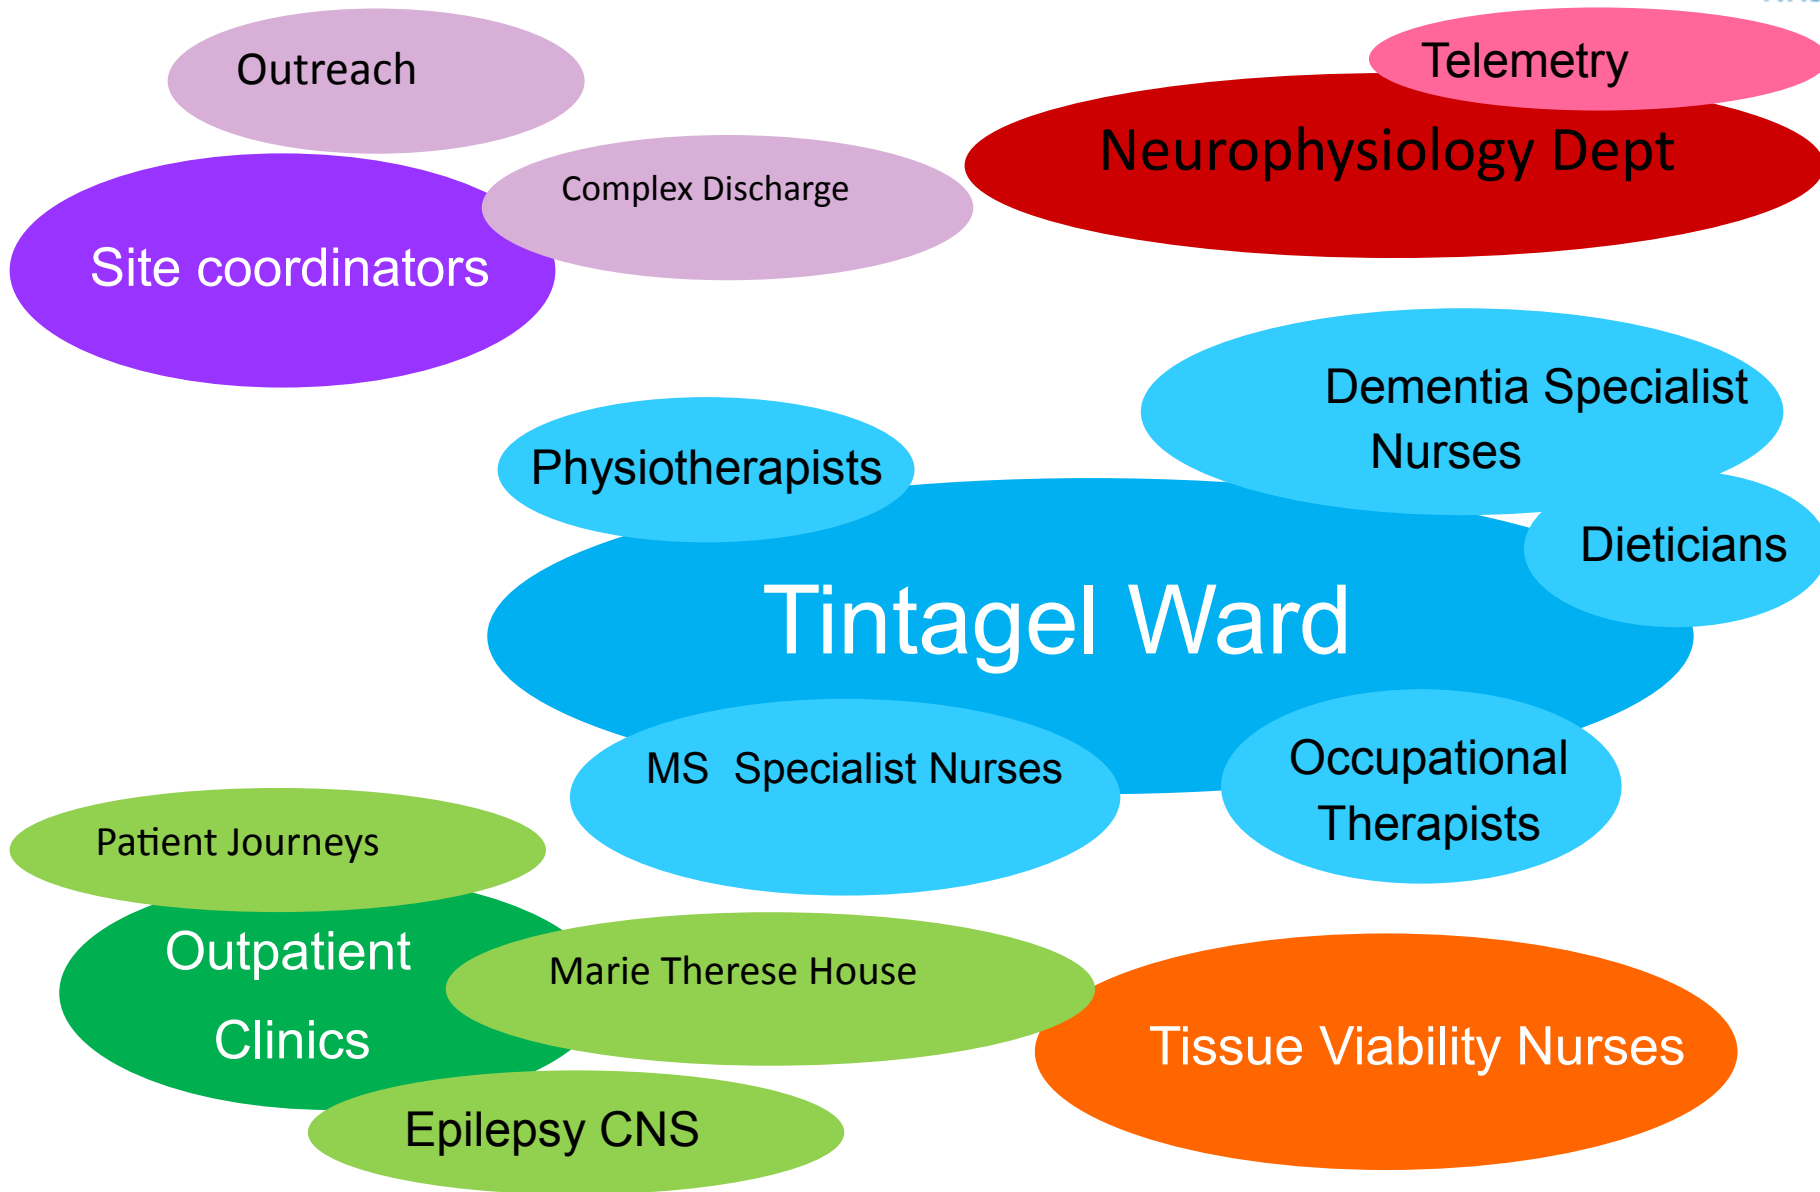 Outreach
Telemetry
Neurophysiology Dept
Complex Discharge
Site coordinators
Dementia Specialist
Nurses
Physiotherapists
Dieticians
Tintagel Ward
MS  Specialist Nurses
Occupational
Therapists
Patient Journeys
Outpatient
Clinics
Marie Therese House
Tissue Viability Nurses
Epilepsy CNS